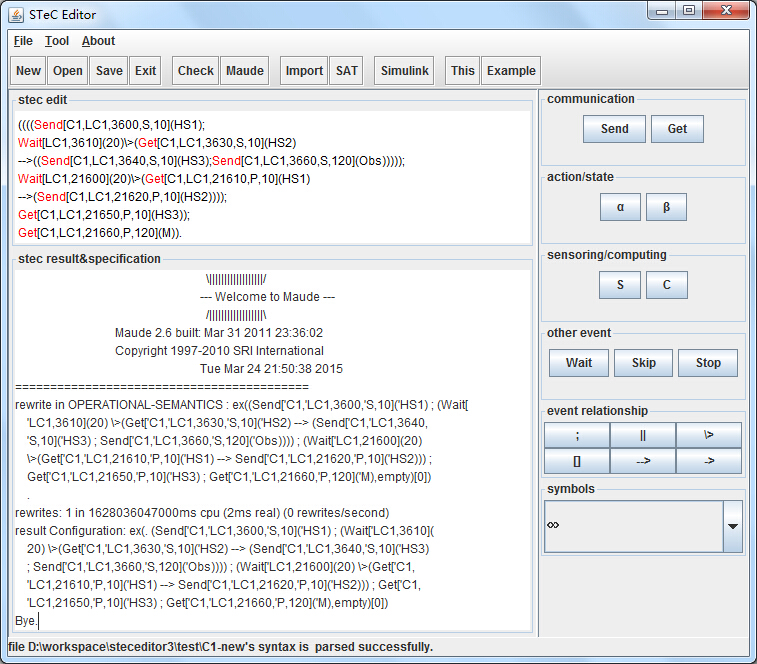 STeC Editor
File Tool About
New Open Save Exit Check Maude Import SAT Simulink This Example
stec edit
((((Send[C1,LC1,3600,S,10](HS1);
Wait[LC1,3610](20)\>(Get[C1,LC1,3630,S,10](HS2)
-->((Send[C1,LC1,3640,S,10](HS3);Send[C1,LC1,3660,S,120](Obs)))));
Wait[LC1,21600](20)\>(Get[C1,LC1,21610,P,10](HS1)
-->(Send[C1,LC1,21620,P,10](HS2))));
Get[C1,LC1,21650,P,10](HS3));
Get[C1,LC1,21660,P,120](M)).
stec result&specification
\||||||||||||||||||/
--- Welcome to Maude ---
/||||||||||||||||||\
Maude 2.6 built: Mar 31 2011 23:36:02
Copyright 1997-2010 SRI International
Tue Mar 24 21:50:38 2015
==========================================
rewrite in OPERATIONAL-SEMANTICS : ex((Send['C1,'LC1,3600,'S,10]('HS1) ; (Wait[
'LC1,3610](20) \>(Get['C1,'LC1,3630,'S,10]('HS2) --> (Send['C1,'LC1,3640,
'S,10]('HS3) ; Send['C1,'LC1,3660,'S,120]('Obs)))) ; (Wait['LC1,21600](20)
\>(Get['C1,'LC1,21610,'P,10]('HS1) --> Send['C1,'LC1,21620,'P,10]('HS2))) ;
Get['C1,'LC1,21650,'P,10]('HS3) ; Get['C1,'LC1,21660,'P,120]('M),empty)[0])
.
rewrites: 1 in 1628036047000ms cpu (2ms real) (0 rewrites/second)
result Configuration: ex(. (Send['C1,'LC1,3600,'S,10]('HS1) ; (Wait['LC1,3610](
20) \>(Get['C1,'LC1,3630,'S,10]('HS2) --> (Send['C1,'LC1,3640,'S,10]('HS3)
; Send['C1,'LC1,3660,'S,120]('Obs)))) ; (Wait['LC1,21600](20) \>(Get['C1,
'LC1,21610,'P,10]('HS1) --> Send['C1,'LC1,21620,'P,10]('HS2))) ; Get['C1,
'LC1,21650,'P,10]('HS3) ; Get['C1,'LC1,21660,'P,120]('M),empty)[0])
Bye.
communication
Send Get
action/state
α β
sensoring/computing
S C
other event
Wait Skip Stop
event relationship
; || \>
[] --> ->
symbols
∞
file D:\workspace\steceditor3\test\C1-new's syntax is parsed successfully.